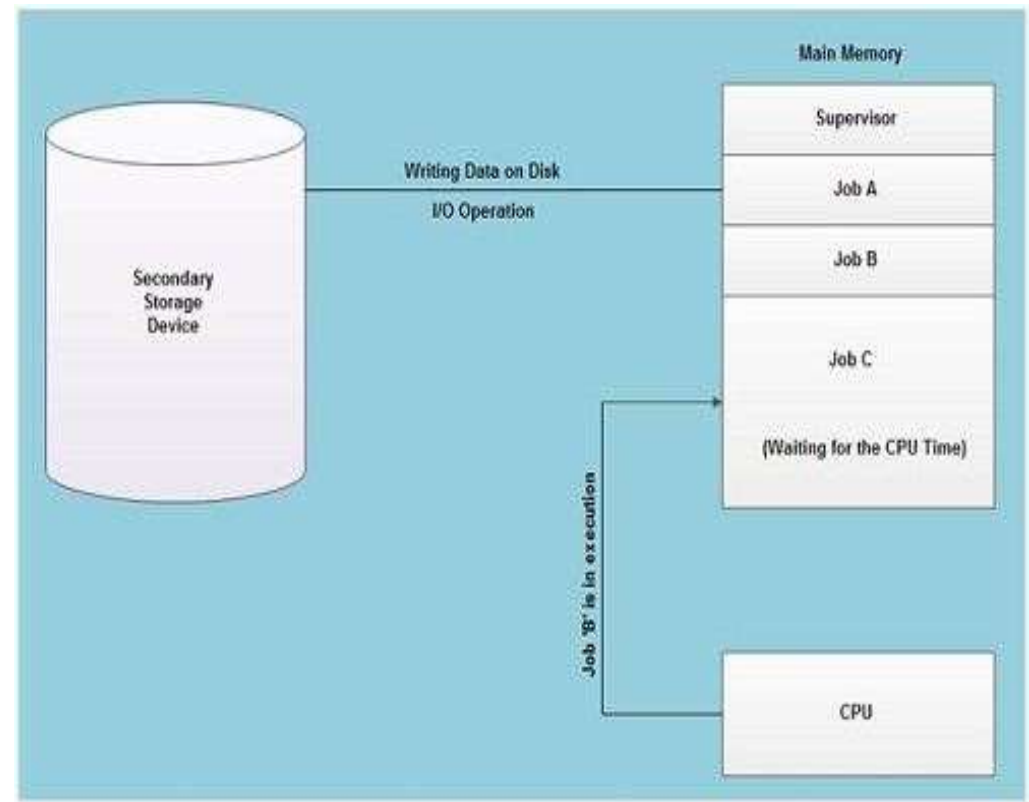 Main Memory
Supervisor
Writing Data on Disk
Job A
I/O Operation
Job B
Secondary
Storage
Device
Job C
(Waiting for the CPU Time)
Job 'B' is in execution
CPU